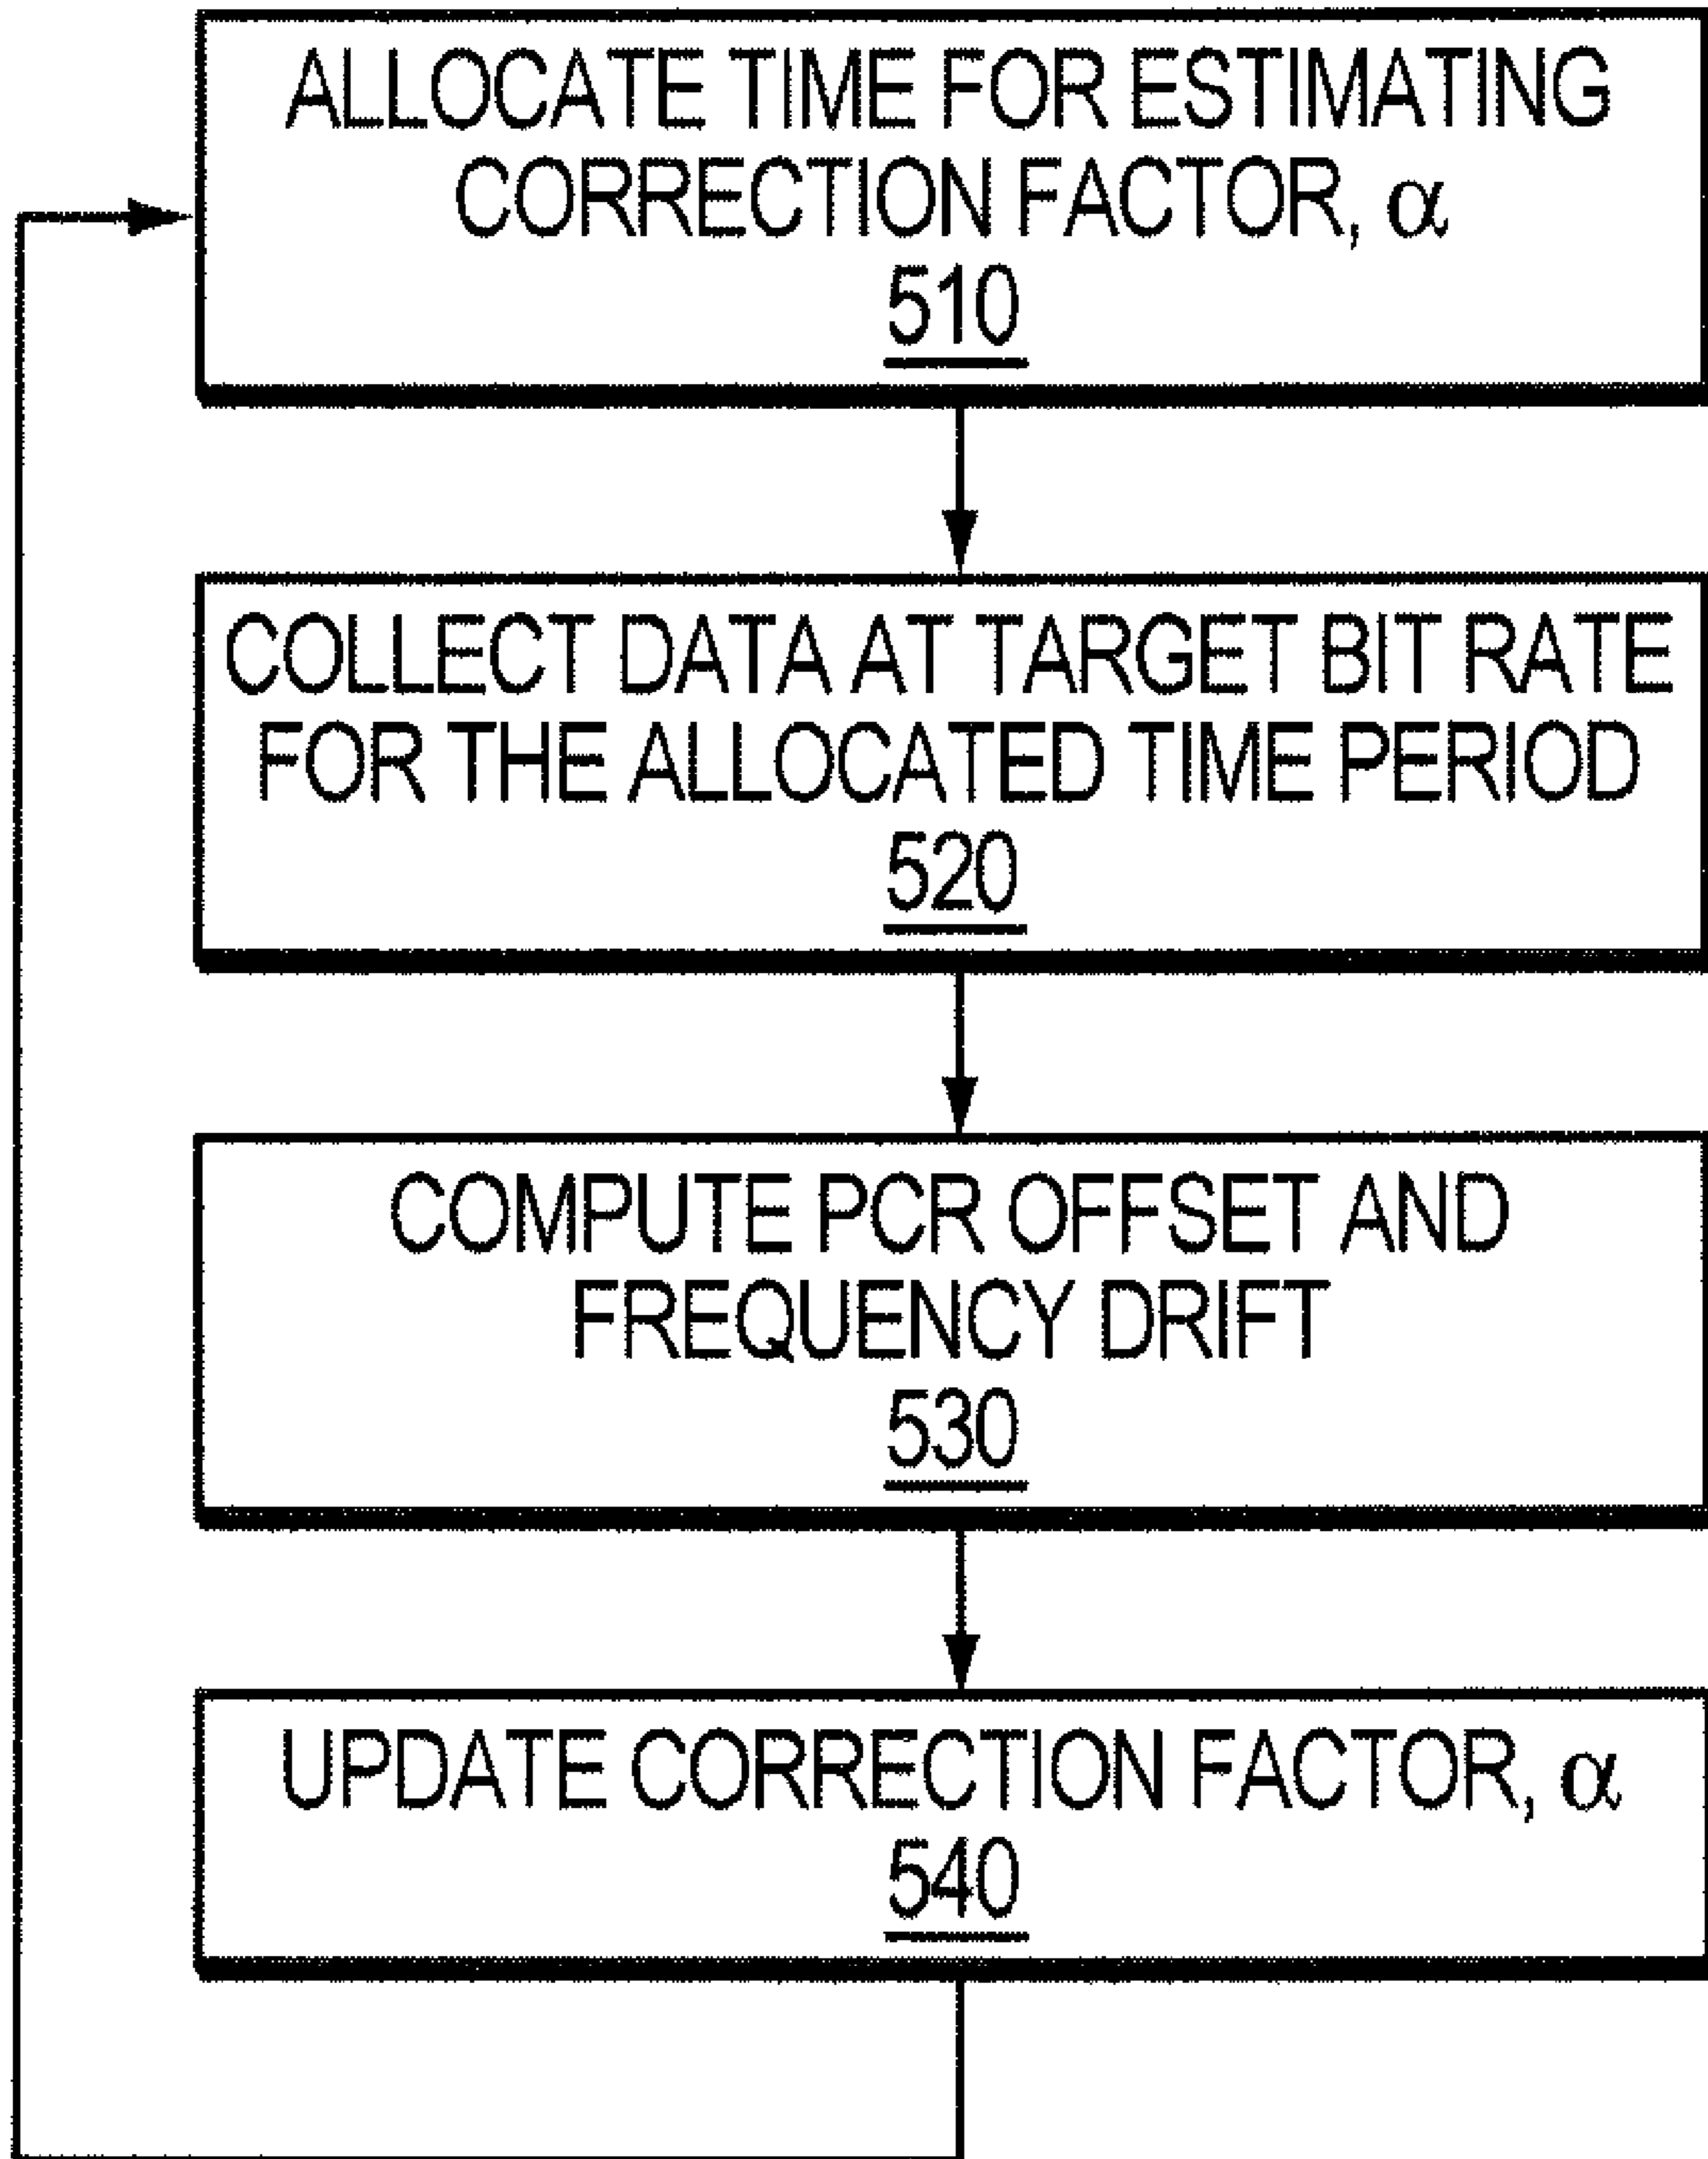 ALLOCATE TIME FOR ESTIMATING
CORRECTION FACTOR, α
510
COLLECT DATA AT TARGET BIT RATE
FOR THE ALLOCATED TIME PERIOD
520
COMPUTE PCR OFFSET AND
FREQUENCY DRIFT
530
UPDATE CORRECTION FACTOR, α
540